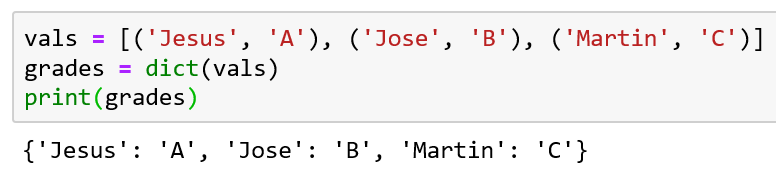 vals = [('Jesus', 'A'), ('Jose', 'B'), ('Martin', 'C')]
grades = dict(vals)
print(grades)
{'Jesus': 'A', 'Jose': 'B', 'Martin': 'C'}